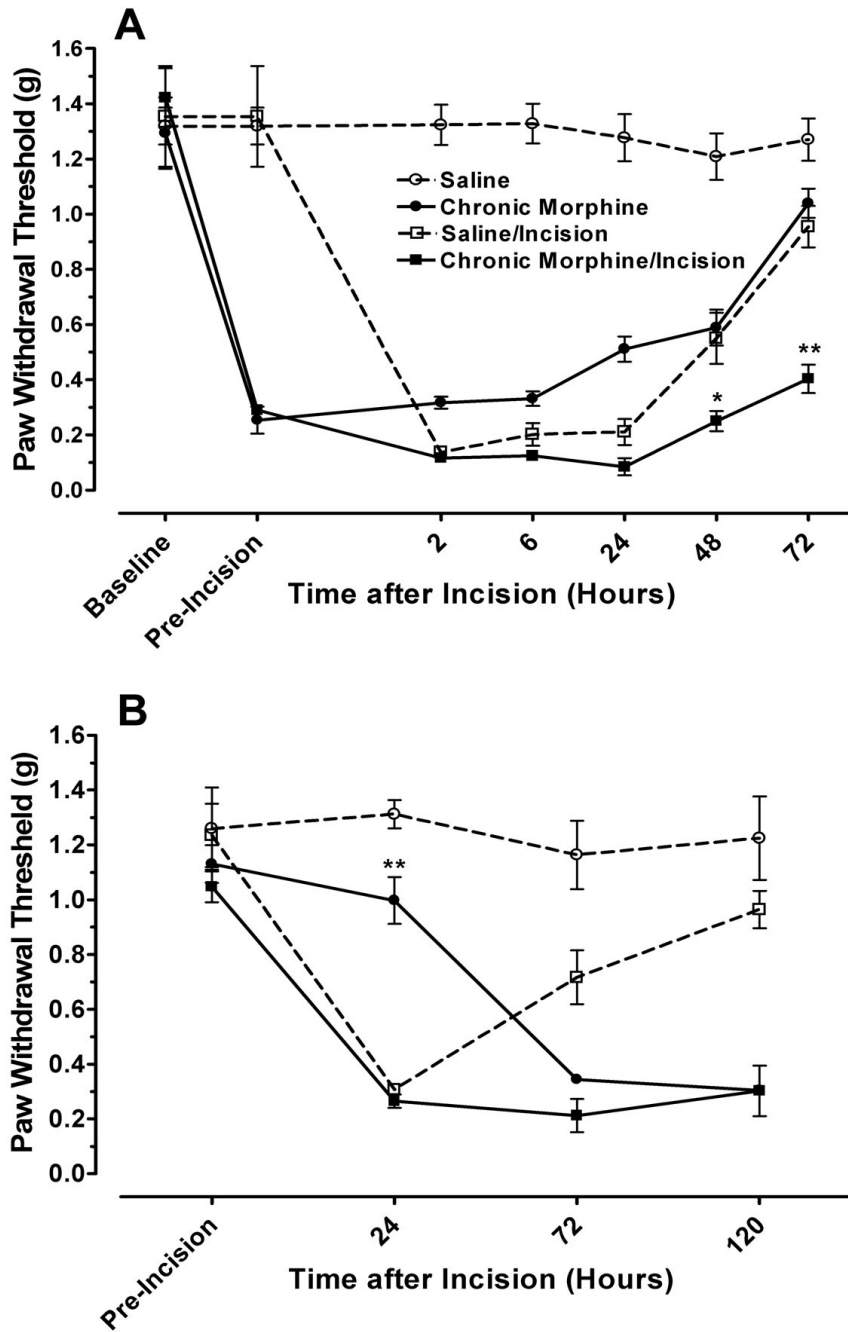 A
Paw Withdrawal Threshold (g)
1.6
1.4
1.2
1.0
0.8
0.6
0.4
0.2
0.0
Saline
Chronic Morphine
Saline/Incision
Chronic Morphine/Incision
*
**
Baseline
Pre-Incision
2
6
24
48
72
Time after Incision (Hours)
B
Paw Withdrawal Thresheld (g)
1.6
1.4
1.2
1.0
0.8
0.6
0.4
0.2
0.0
**
Pre-Incision
24
72
120
Time after Incision (Hours)